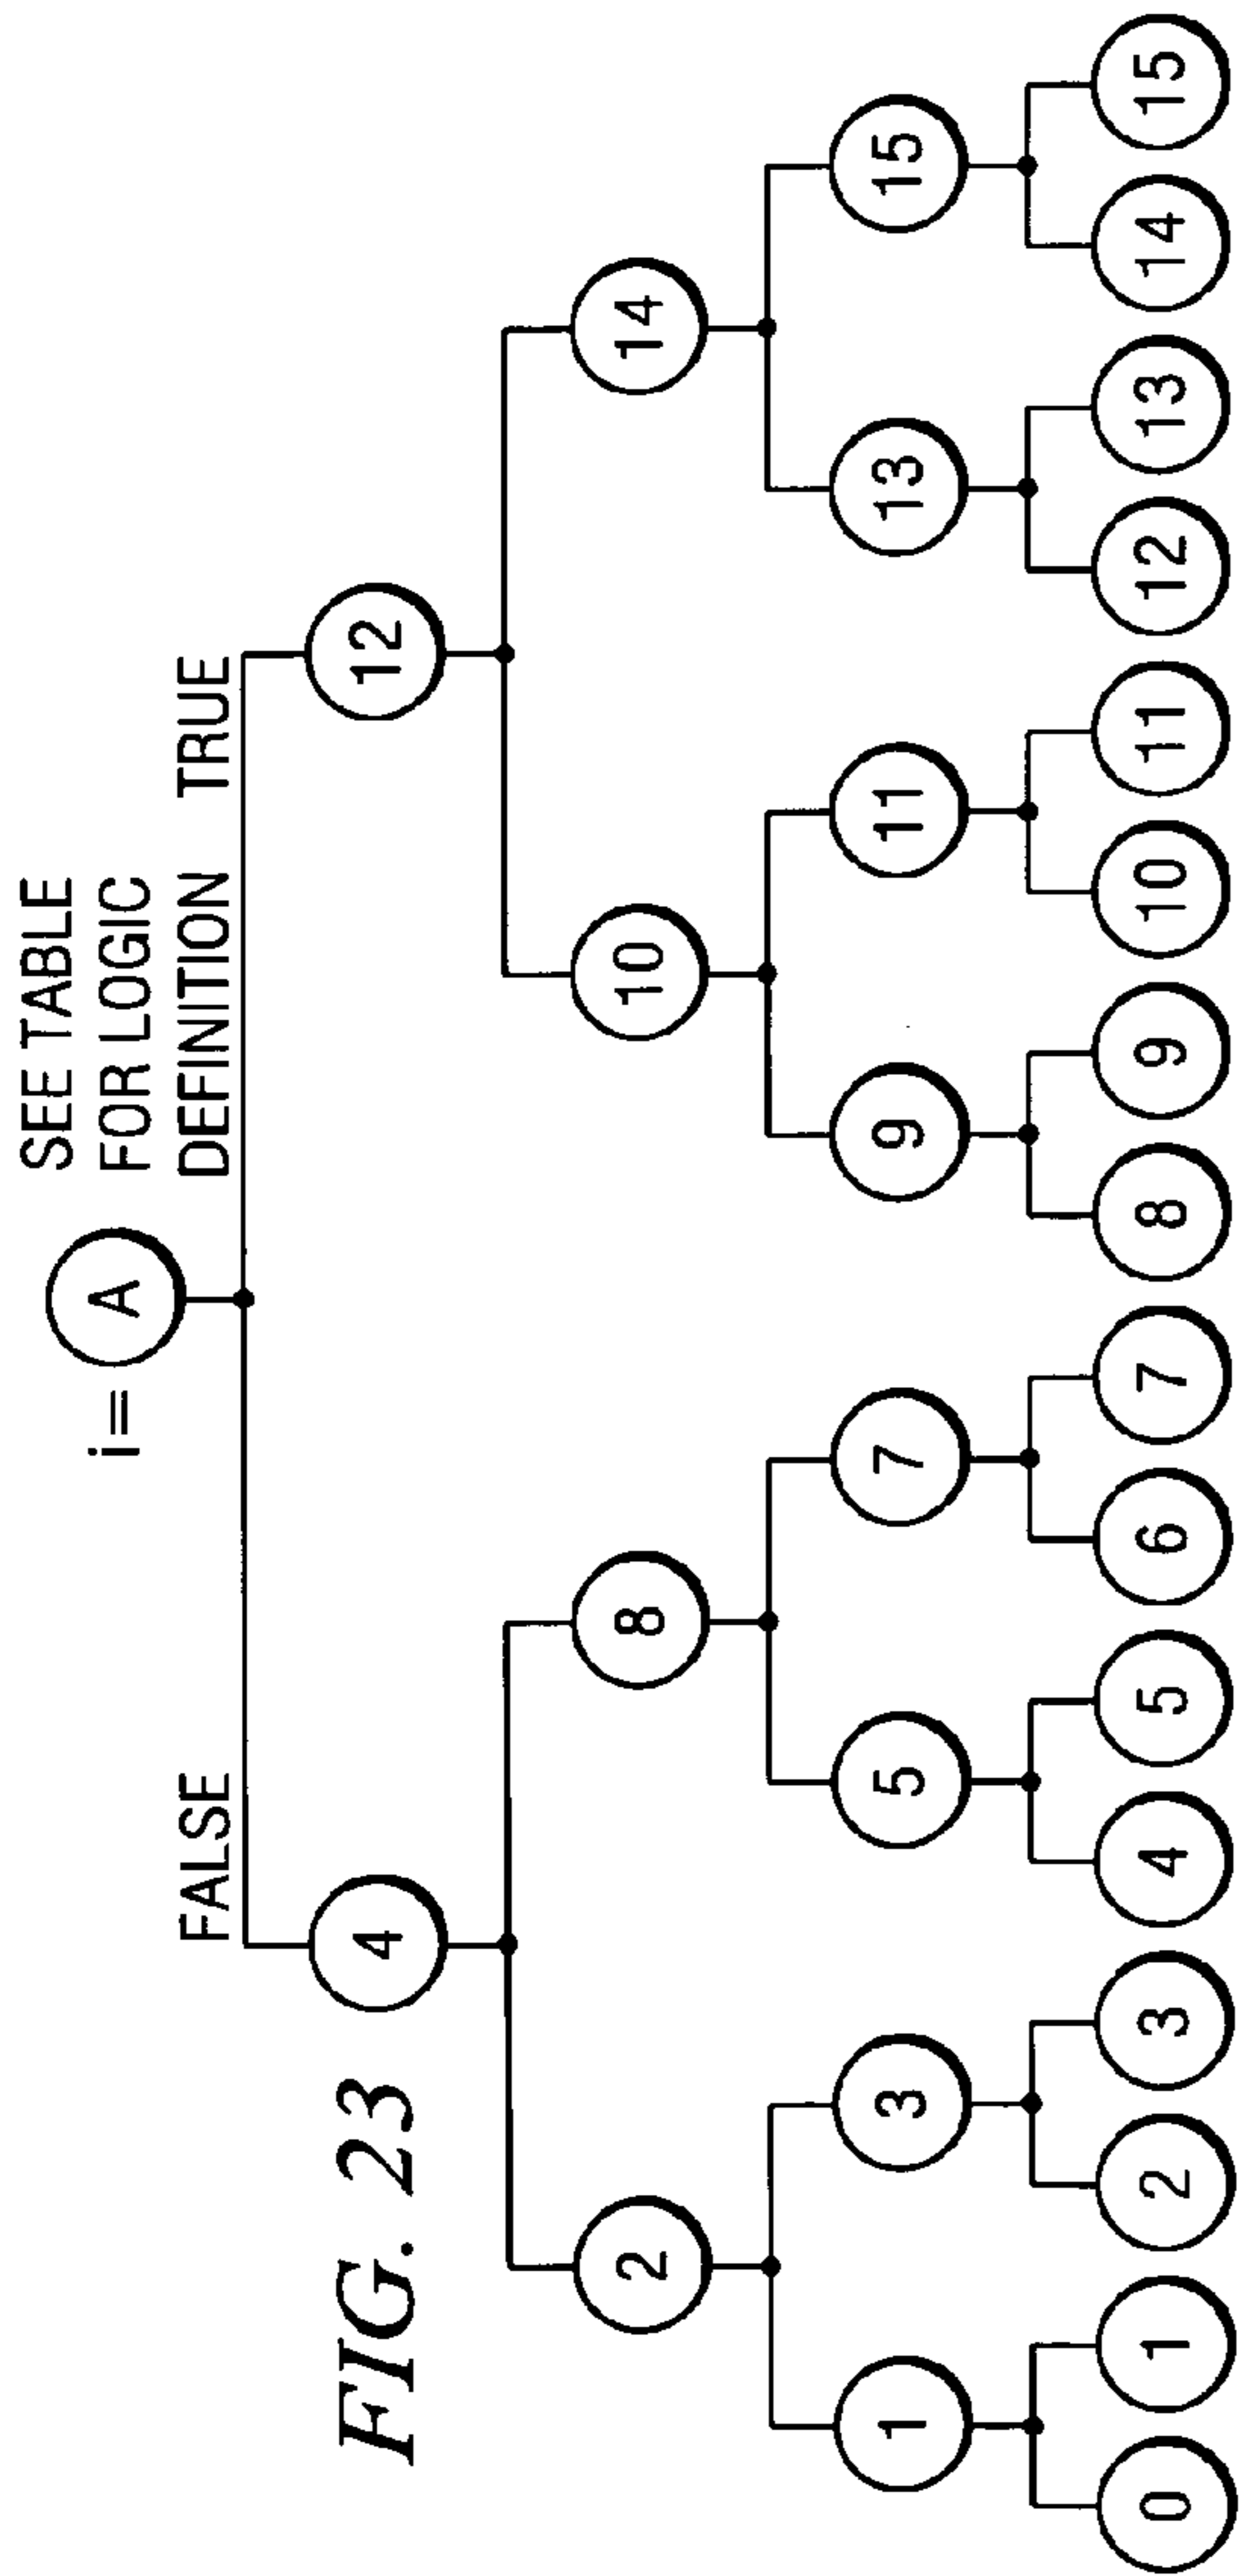 SEE TABLE
FOR LOGIC
DEFINITION
i= A
FALSE
TRUE
FIG. 23
4 12
2 8 10 14
1 3 5 7 9 11 13 15
0 1 2 3 4 5 6 7 8 9 10 11 12 13 14 15